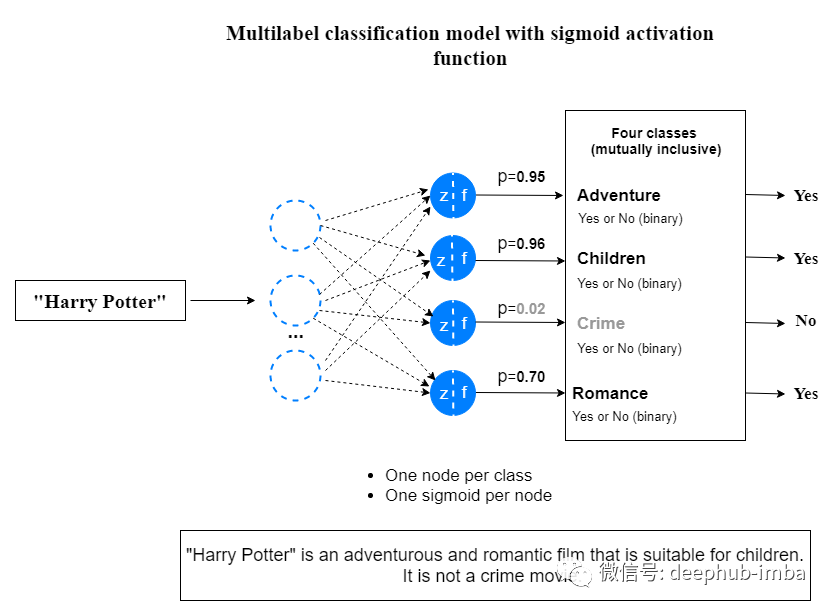 Multilabel classification model with sigmoid activation
function
Four classes
(mutually inclusive)
"Harry Potter"
...
z f
p=0.95
Adventure
Yes or No (binary)
Yes
z f
p=0.96
Children
Yes or No (binary)
Yes
z f
p=0.02
Crime
Yes or No (binary)
No
z f
p=0.70
Romance
Yes or No (binary)
Yes
• One node per class
• One sigmoid per node
"Harry Potter" is an adventurous and romantic film that is suitable for children.
It is not a crime
微信号: deephub-imba